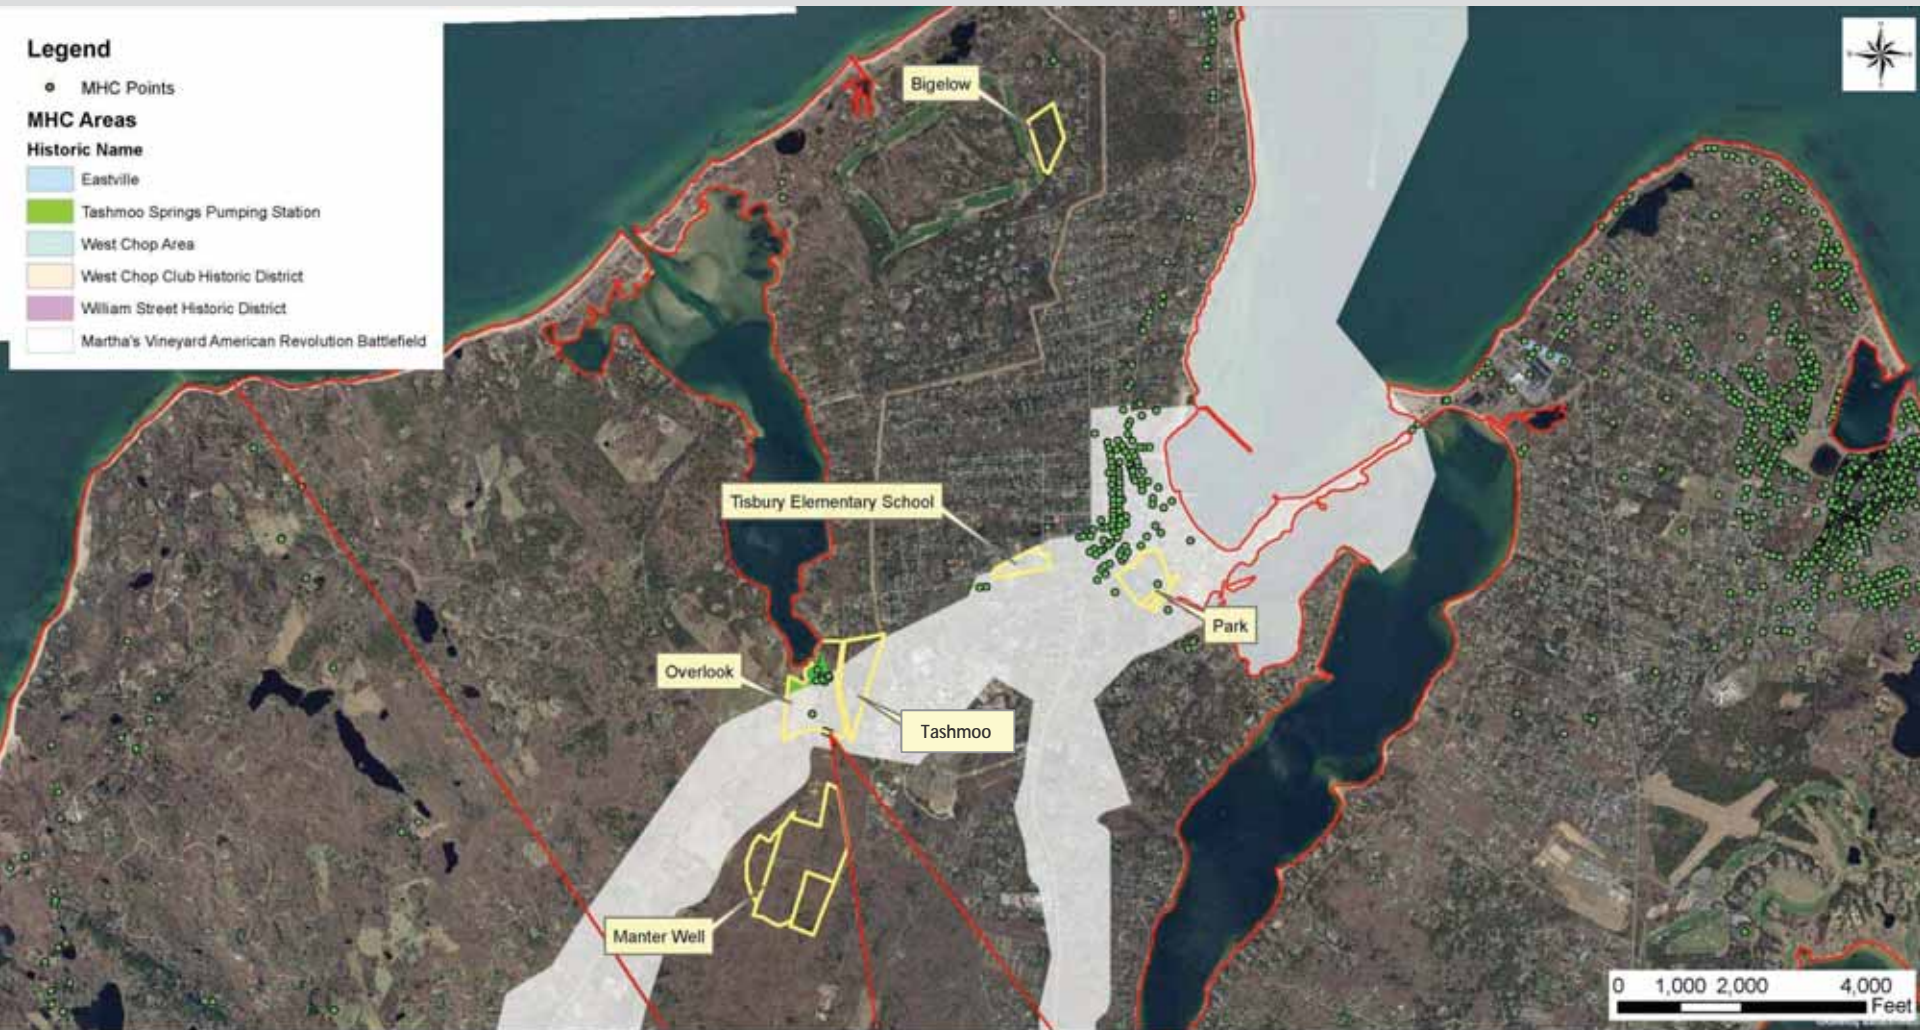 Legend
MHC Points
MHC Areas
Historic Name
Eastville
Tashmoo Springs Pumping Station
West Chop Area
West Chop Club Historic District
William Street Historic District
Martha's Vineyard American Revolution Battlefield
Bigelow
Tisbury Elementary School
Park
Overlook
Tashmoo
Manter Well
0 1,000 2,000 4,000
Feet